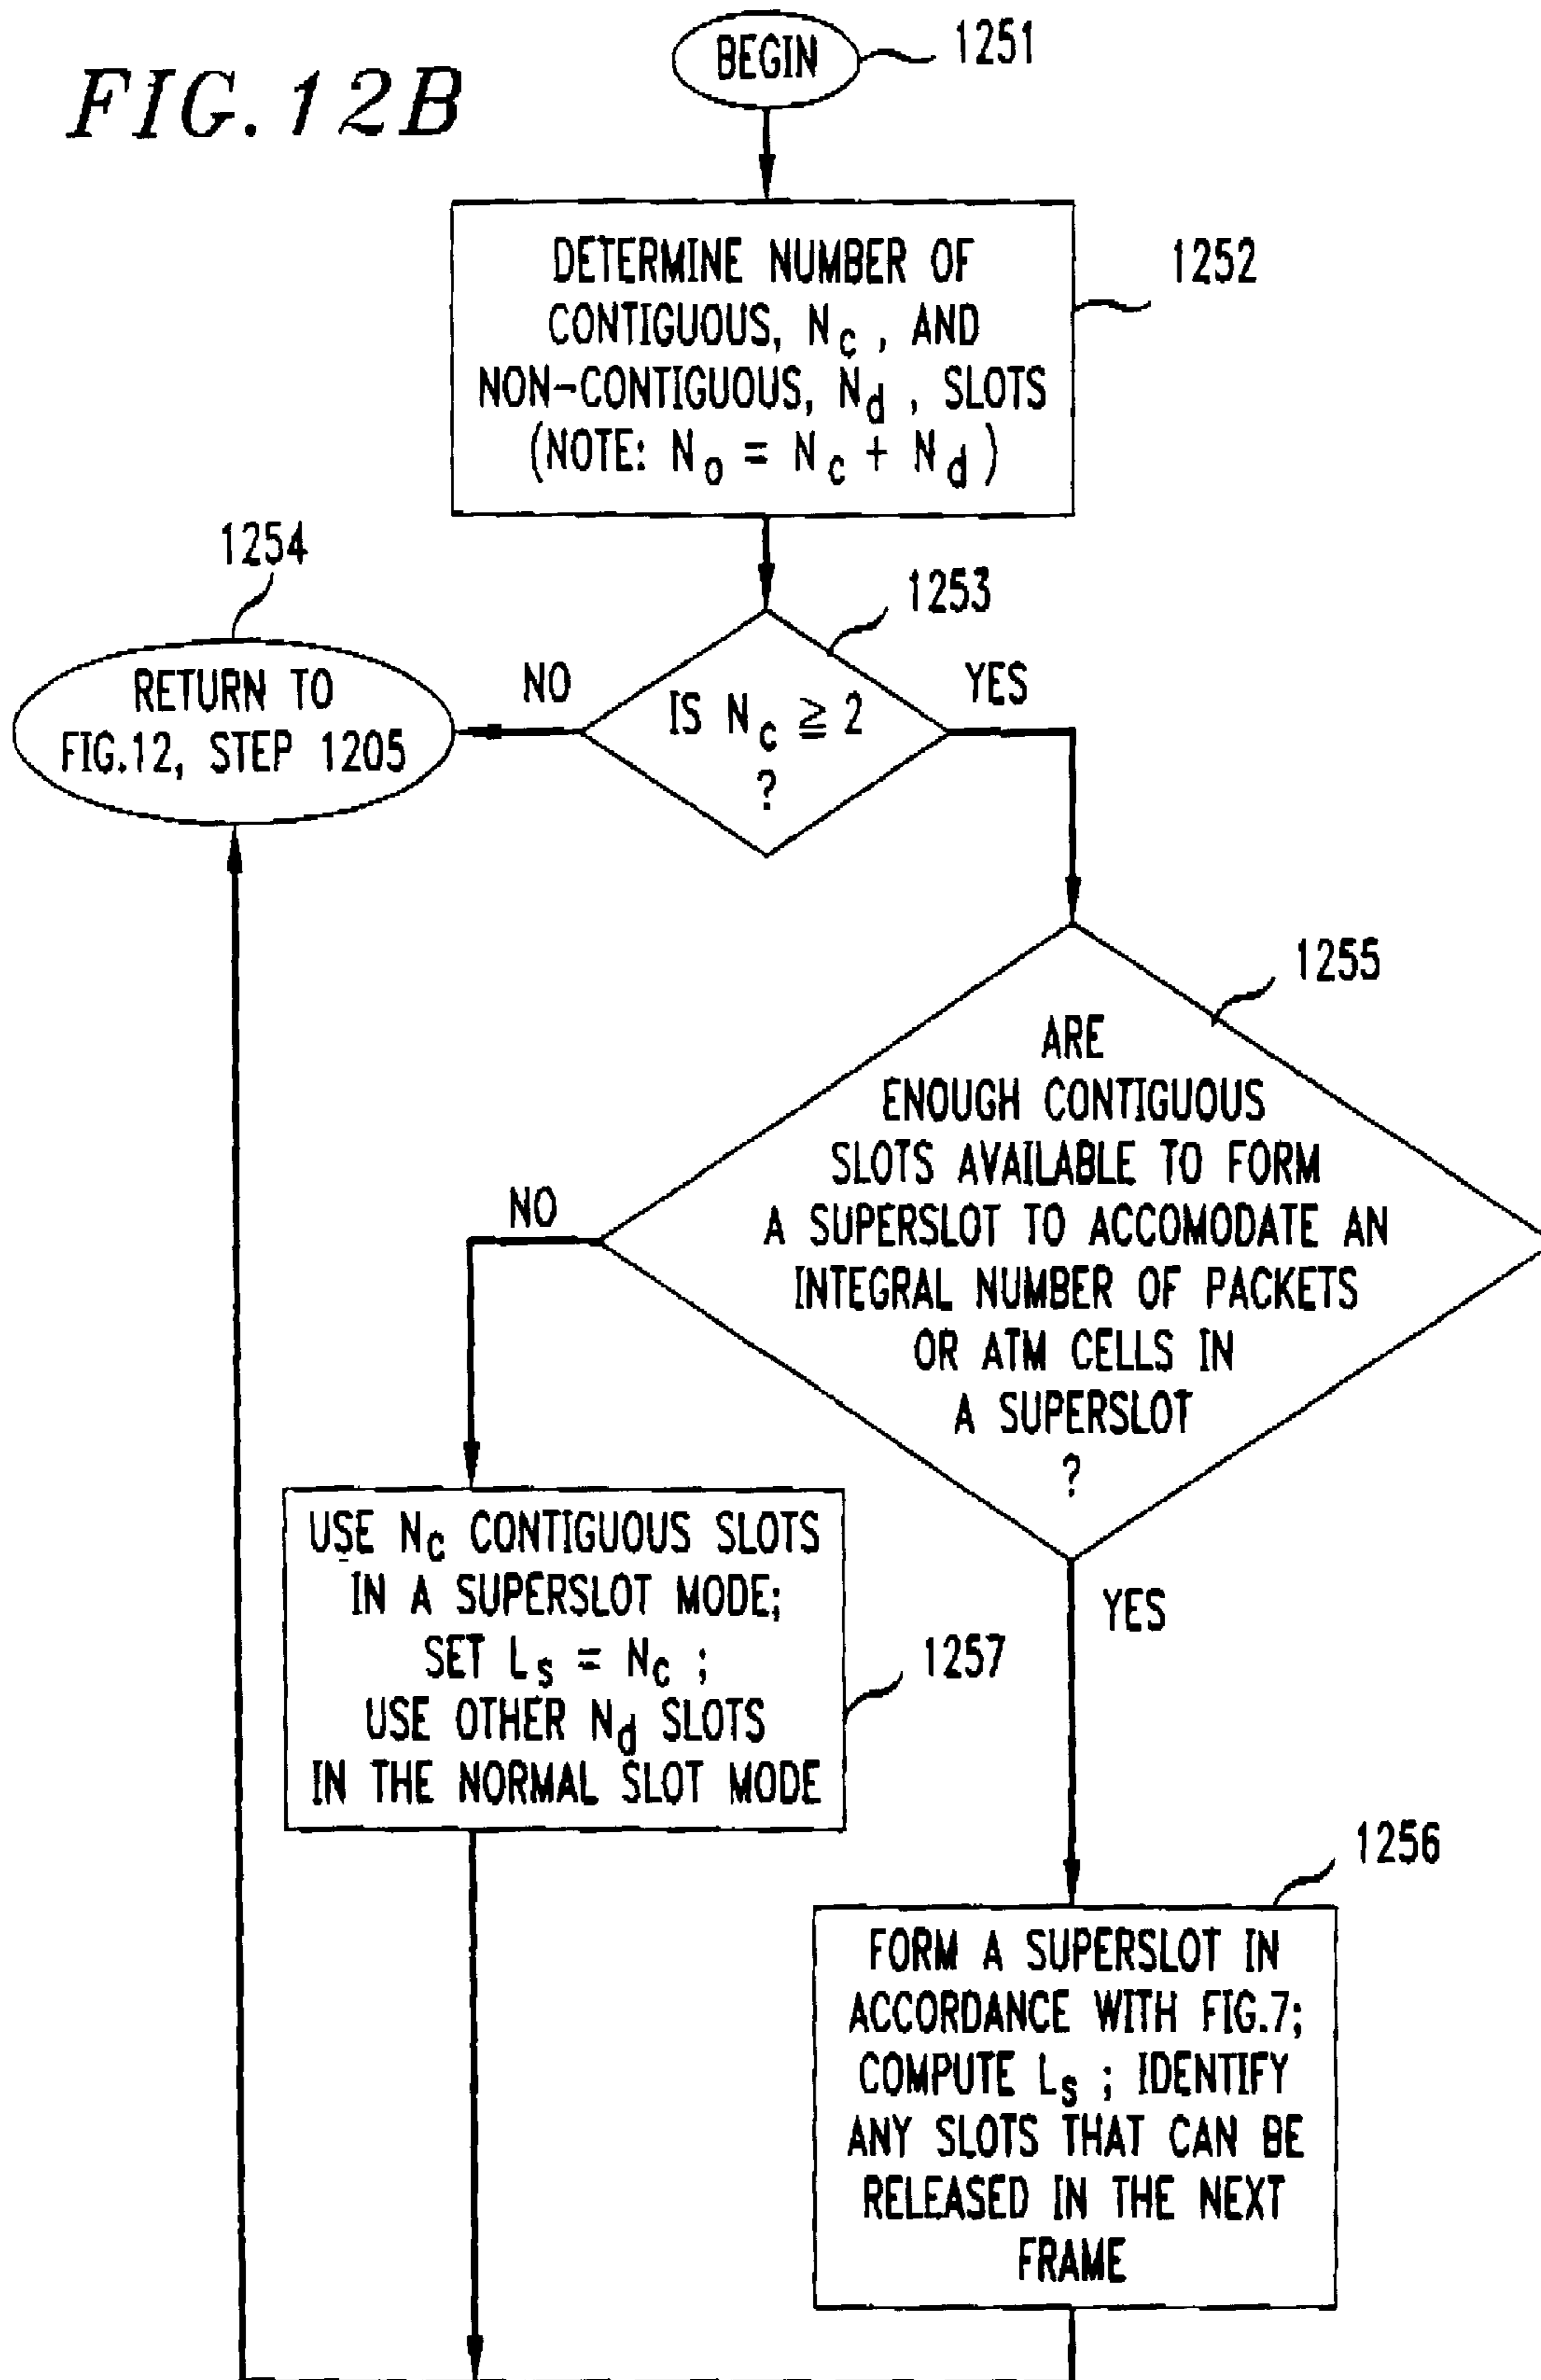 FIG. 12B
BEGIN
1251
DETERMINE NUMBER OF
CONTIGUOUS, Nc , AND
NON-CONTIGUOUS, Nd , SLOTS
(NOTE: No = Nc + Nd )
1252
1254
RETURN TO
FIG.12, STEP 1205
NO
1253
IS Nc ≧ 2
?
YES
1255
ARE
ENOUGH CONTIGUOUS
SLOTS AVAILABLE TO FORM
A SUPERSLOT TO ACCOMODATE AN
INTEGRAL NUMBER OF PACKETS
OR ATM CELLS IN
A SUPERSLOT
?
NO
YES
USE Nc CONTIGUOUS SLOTS
IN A SUPERSLOT MODE;
SET Ls = Nc ;
USE OTHER Nd SLOTS
IN THE NORMAL SLOT MODE
1257
1256
FORM A SUPERSLOT IN
ACCORDANCE WITH FIG.7;
COMPUTE Ls ; IDENTIFY
ANY SLOTS THAT CAN BE
RELEASED IN THE NEXT
FRAME